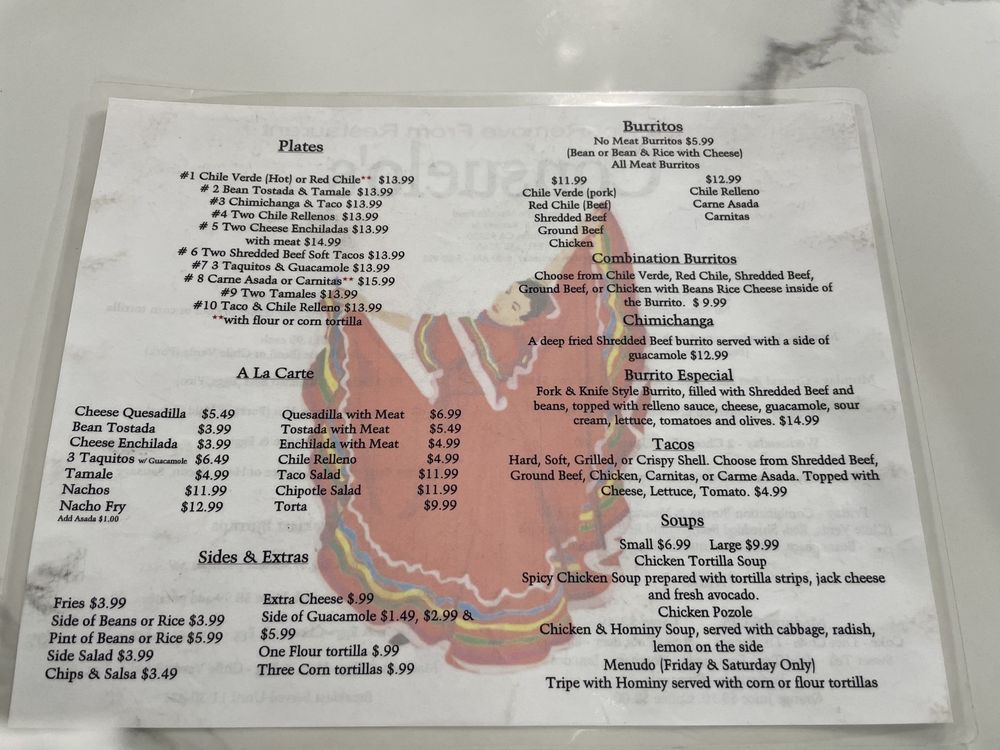 Plates
#1 Chile Verde (Hot) or Red Chile** $13.99
# 2 Bean Tostada & Tamale $13.99
#3 Chimichanga & Taco $13.99
#4 Two Chile Rellenos $13.99
# 5 Two Cheese Enchiladas $13.99
with meat $14.99
# 6 Two Shredded Beef Soft Tacos $13.99
#7 3 Taquitos & Guacamole $13.99
# 8 Carne Asada or Carnitas** $15.99
#9 Two Tamales $13.99
#10 Taco & Chile Relleno $13.99
**with flour or corn tortilla
A La Carte
Cheese Quesadilla $5.49
Bean Tostada $3.99
Cheese Enchilada $3.99
3 Taquitos w/ Guacamole $6.49
Tamale $4.99
Nachos $11.99
Nacho Fry $12.99
Add Asada $1.00
Quesadilla with Meat $6.99
Tostada with Meat $5.49
Enchilada with Meat $4.99
Chile Relleno $4.99
Taco Salad $11.99
Chipotle Salad $11.99
Torta $9.99
Sides & Extras
Fries $3.99
Side of Beans or Rice $3.99
Pint of Beans or Rice $5.99
Side Salad $3.99
Chips & Salsa $3.49
Extra Cheese $.99
Side of Guacamole $1.49, $2.99 &
$5.99
One Flour tortilla $.99
Three Corn tortillas $.99
Burritos
No Meat Burritos $5.99
(Bean or Bean & Rice with Cheese)
All Meat Burritos
$11.99
Chile Verde (pork)
Red Chile (Beef)
Shredded Beef
Ground Beef
Chicken
$12.99
Chile Relleno
Carne Asada
Carnitas
Combination Burritos
Choose from Chile Verde, Red Chile, Shredded Beef,
Ground Beef, or Chicken with Beans Rice Cheese inside of
the Burrito. $ 9.99
Chimichanga
A deep fried Shredded Beef burrito served with a side of
guacamole $12.99
Burrito Especial
Fork & Knife Style Burrito, filled with Shredded Beef and
beans, topped with relleno sauce, cheese, guacamole, sour
cream, lettuce, tomatoes and olives. $14.99
Tacos
Hard, Soft, Grilled, or Crispy Shell. Choose from Shredded Beef,
Ground Beef, Chicken, Carnitas, or Carme Asada. Topped with
Cheese, Lettuce, Tomato. $4.99
Soups
Small $6.99 Large $9.99
Chicken Tortilla Soup
Spicy Chicken Soup prepared with tortilla strips, jack cheese
and fresh avocado.
Chicken Pozole
Chicken & Hominy Soup, served with cabbage, radish,
lemon on the side
Menudo (Friday & Saturday Only)
Tripe with Hominy served with corn or flour tortillas